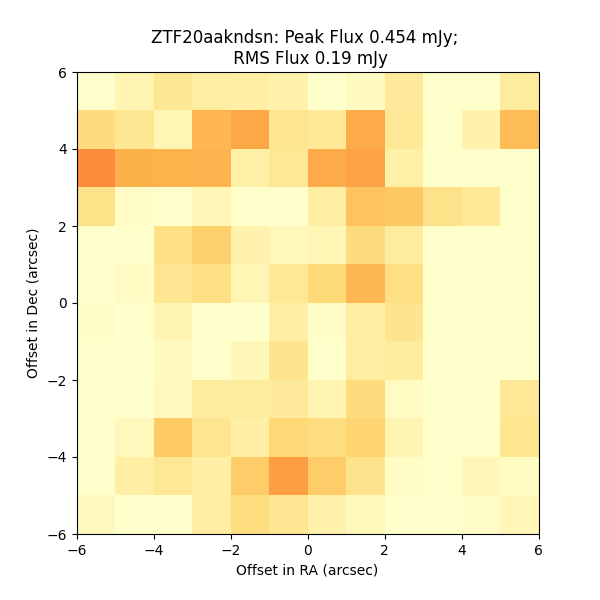 ZTF20aakndsn: Peak Flux 0.454 mJy;
RMS Flux 0.19 mJy
6
4
2
0
−2
−4
−6
Offset in Dec (arcsec)
−6 −4 −2 0 2 4 6
Offset in RA (arcsec)